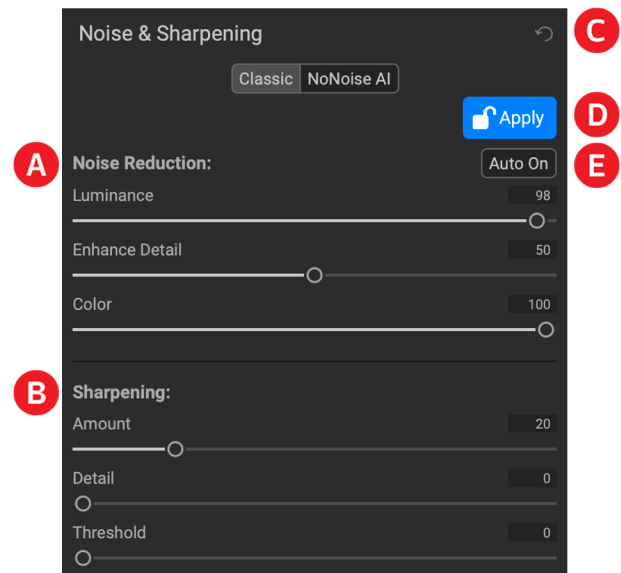 Noise & Sharpening C
Classic NoNoise AI
Apply D
A Noise Reduction: Auto On E
Luminance 98
Enhance Detail 50
Color 100
B Sharpening:
Amount 20
Detail 0
Threshold 0